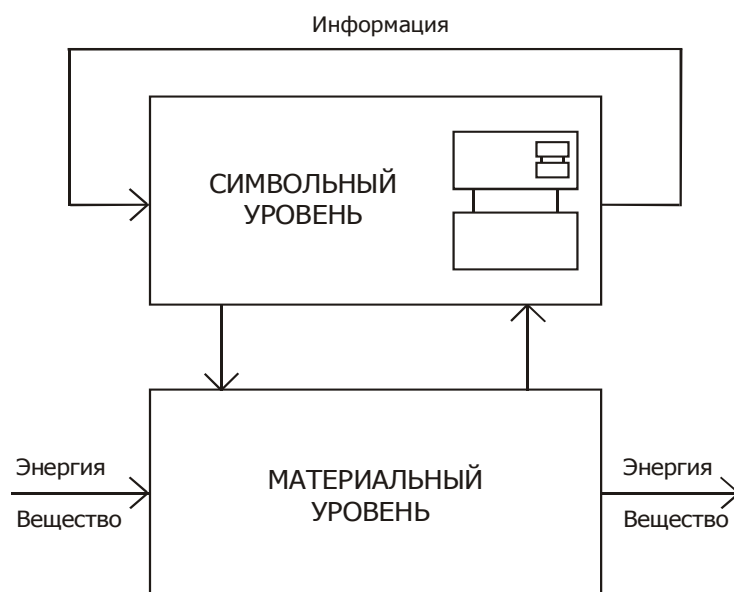 Информация
СИМВОЛЬНЫЙ
УРОВЕНЬ
Энергия
Вещество
МАТЕРИАЛЬНЫЙ
УРОВЕНЬ
Энергия
Вещество